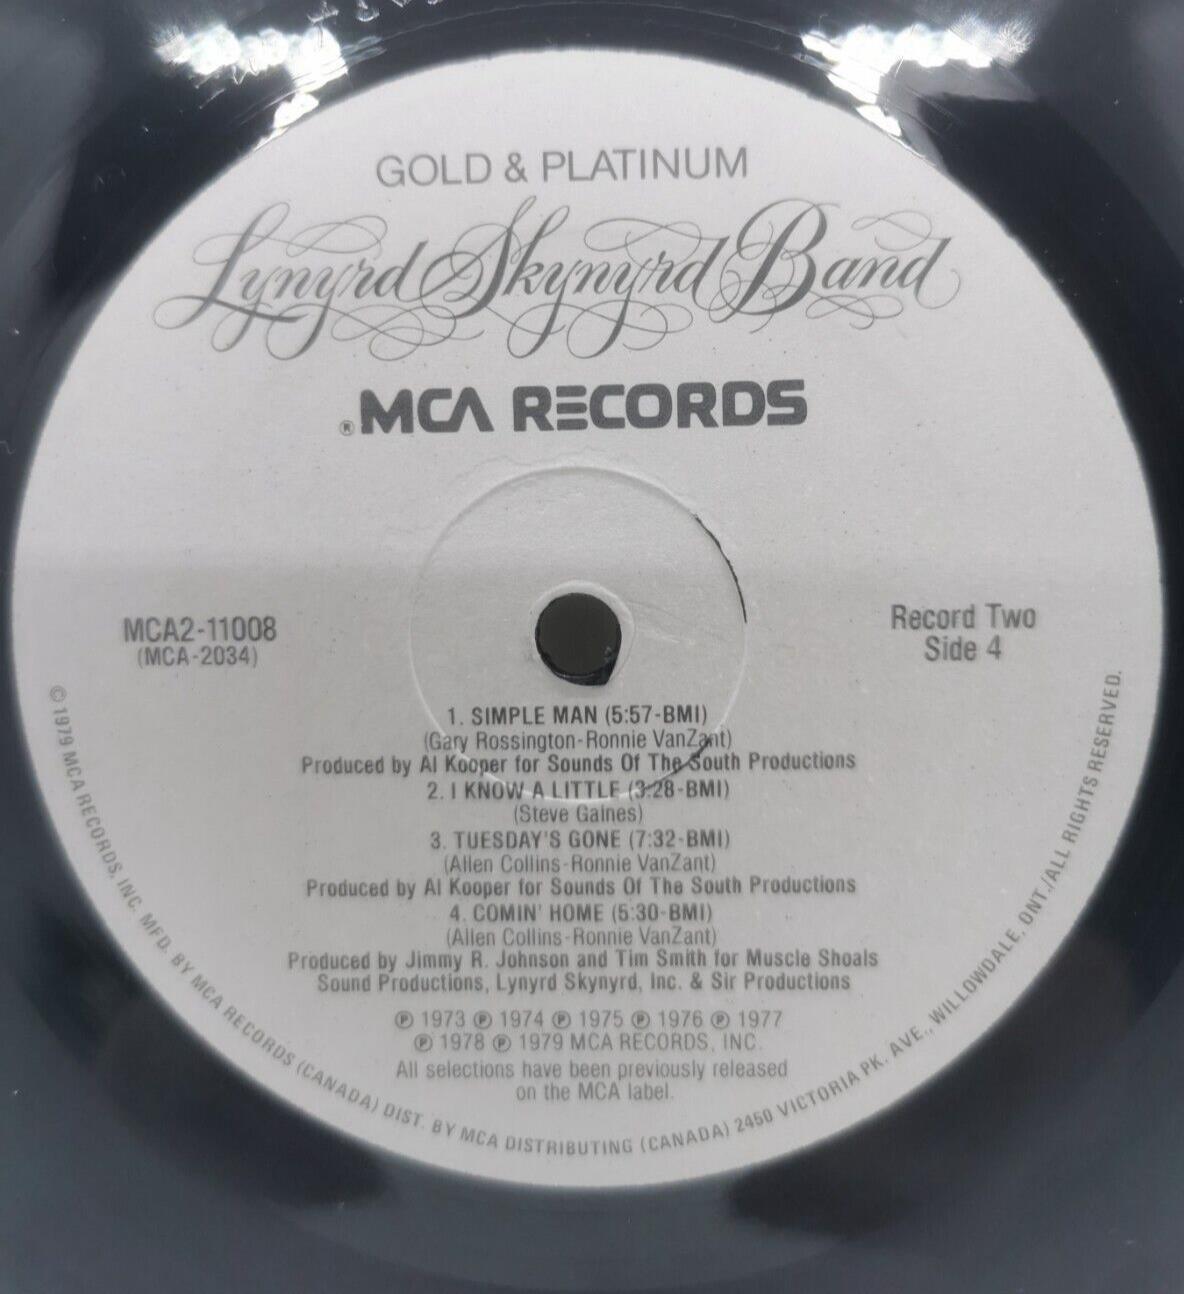 GOLD & PLATINUM
Lynyrd Skynyrd Band
® MCA RECORDS
MCA2-11008
(MCA-2034)
Record Two
Side 4
1. SIMPLE MAN (5:57-BMI)
(Gary Rossington-Ronnie VanZant)
Produced by Al Kooper for Sounds Of The South Productions
2. I KNOW A LITTLE (3:28-BMI)
(Steve Gaines)
3. TUESDAY'S GONE (7:32-BMI)
(Allen Collins-Ronnie VanZant)
Produced by Al Kooper for Sounds Of The South Productions
4. COMIN' HOME (5:30-BMI)
(Allen Collins-Ronnie VanZant)
Produced by Jimmy R. Johnson and Tim Smith for Muscle Shoals
Sound Productions, Lynyrd Skynyrd, Inc. & Sir Productions
℗ 1973 ℗ 1974 ℗ 1975 ℗ 1976 ℗ 1977
℗ 1978 ℗ 1979 MCA RECORDS, INC.
All selections have been previously released
on the MCA label.
© 1979 MCA RECORDS, INC. MFD. BY MCA RECORDS (CANADA) DIST. BY MCA DISTRIBUTING (CANADA) 2450 VICTORIA PK. AVE., WILLOWDALE, ONT./ALL RIGHTS RESERVED.